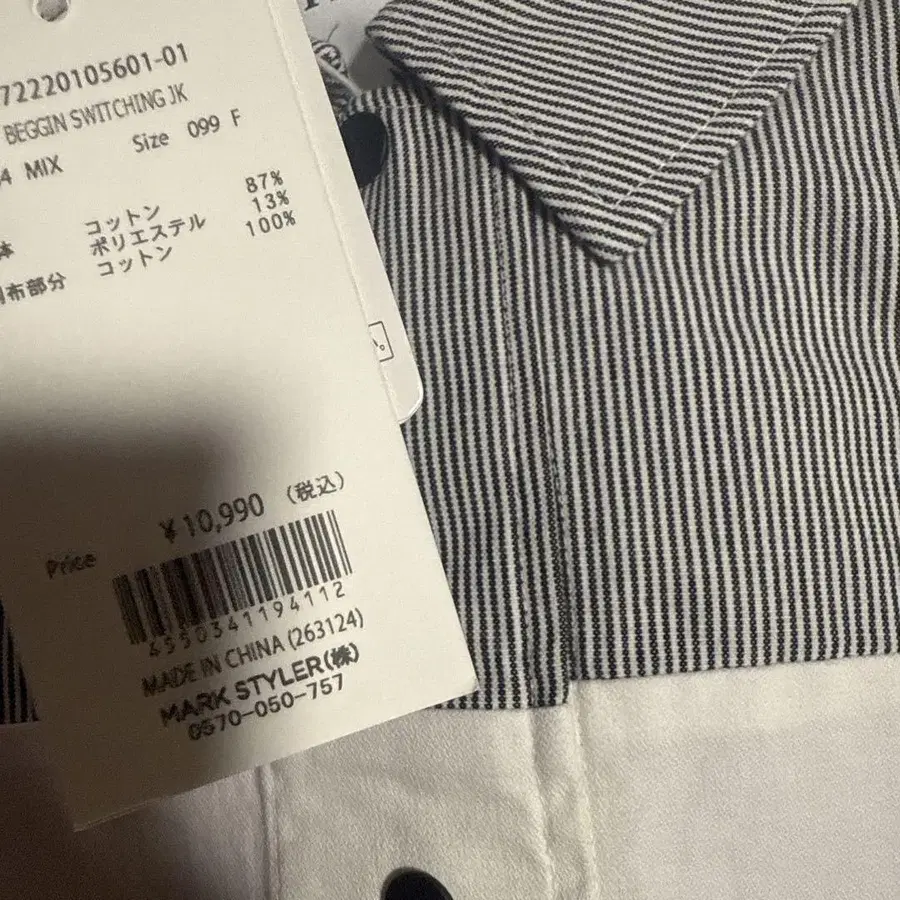 72220105601-01
BEGGIN SWITCHING JK
4 MIX Size 099 F
体 コットン 87%
ポリエステル 13%
布部分 コットン 100%
Price ¥10,990 (税込)
4550341194112
MADE IN CHINA (263124)
MARK STYLER(株)
0570-050-757